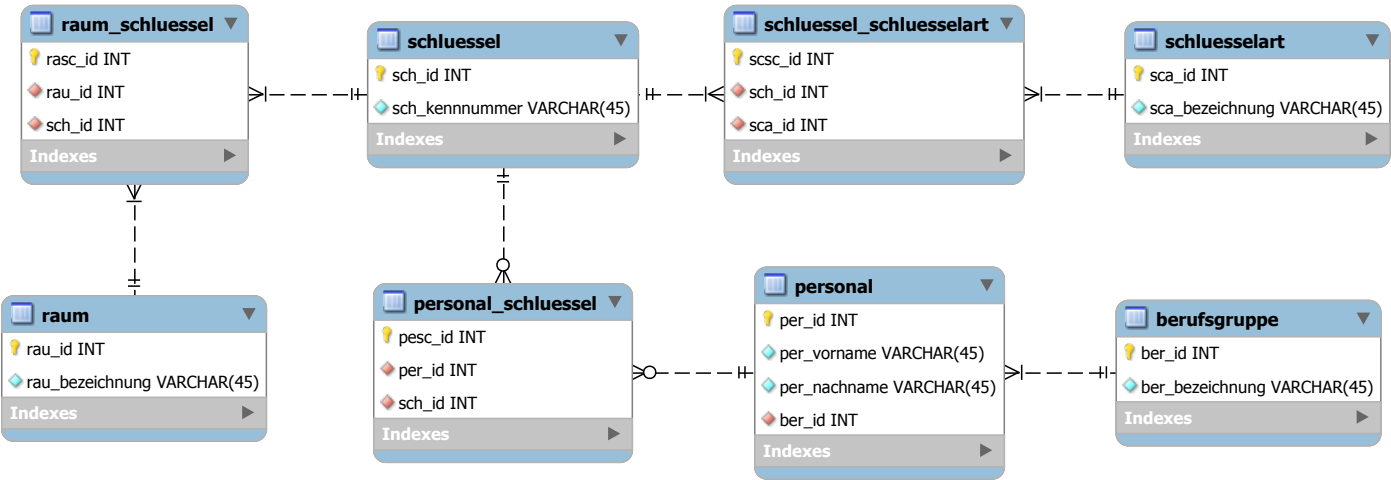 raum_schluessel
rasc_id INT
rau_id INT
sch_id INT
Indexes
schluessel
sch_id INT
sch_kennnummer VARCHAR(45)
Indexes
schluessel_schluesselart
scsc_id INT
sch_id INT
sca_id INT
Indexes
schluesselart
sca_id INT
sca_bezeichnung VARCHAR(45)
Indexes
raum
rau_id INT
rau_bezeichnung VARCHAR(45)
Indexes
personal_schluessel
pesc_id INT
per_id INT
sch_id INT
Indexes
personal
per_id INT
per_vorname VARCHAR(45)
per_nachname VARCHAR(45)
ber_id INT
Indexes
berufsgruppe
ber_id INT
ber_bezeichnung VARCHAR(45)
Indexes